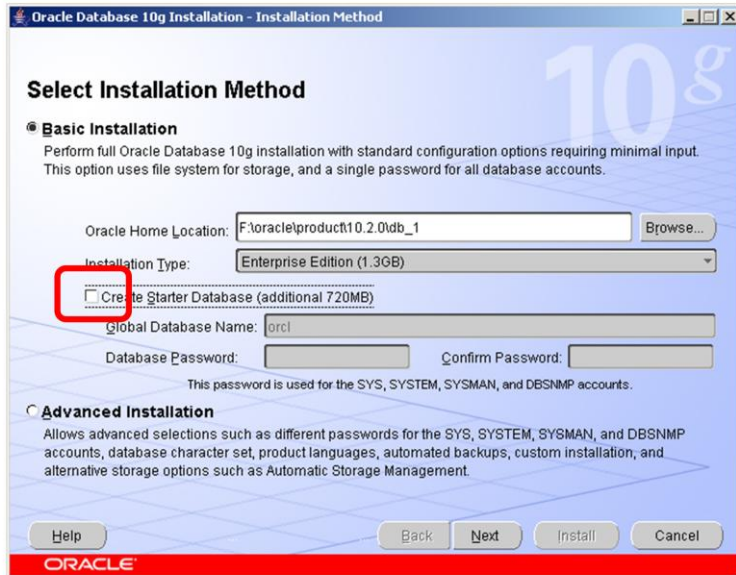 Oracle Database 10g Installation - Installation Method
10g
Select Installation Method
Basic Installation
Perform full Oracle Database 10g installation with standard configuration options requiring minimal input.
This option uses file system for storage, and a single password for all database accounts.
Oracle Home Location: F:\oracle\product\10.2.0\db_1 Browse...
Installation Type: Enterprise Edition (1.3GB)
Create Starter Database (additional 720MB)
Global Database Name: orcl
Database Password: Confirm Password:
This password is used for the SYS, SYSTEM, SYSMAN, and DBSNMP accounts.
Advanced Installation
Allows advanced selections such as different passwords for the SYS, SYSTEM, SYSMAN, and DBSNMP
accounts, database character set, product languages, automated backups, custom installation, and
alternative storage options such as Automatic Storage Management.
Help Back Next Install Cancel
ORACLE